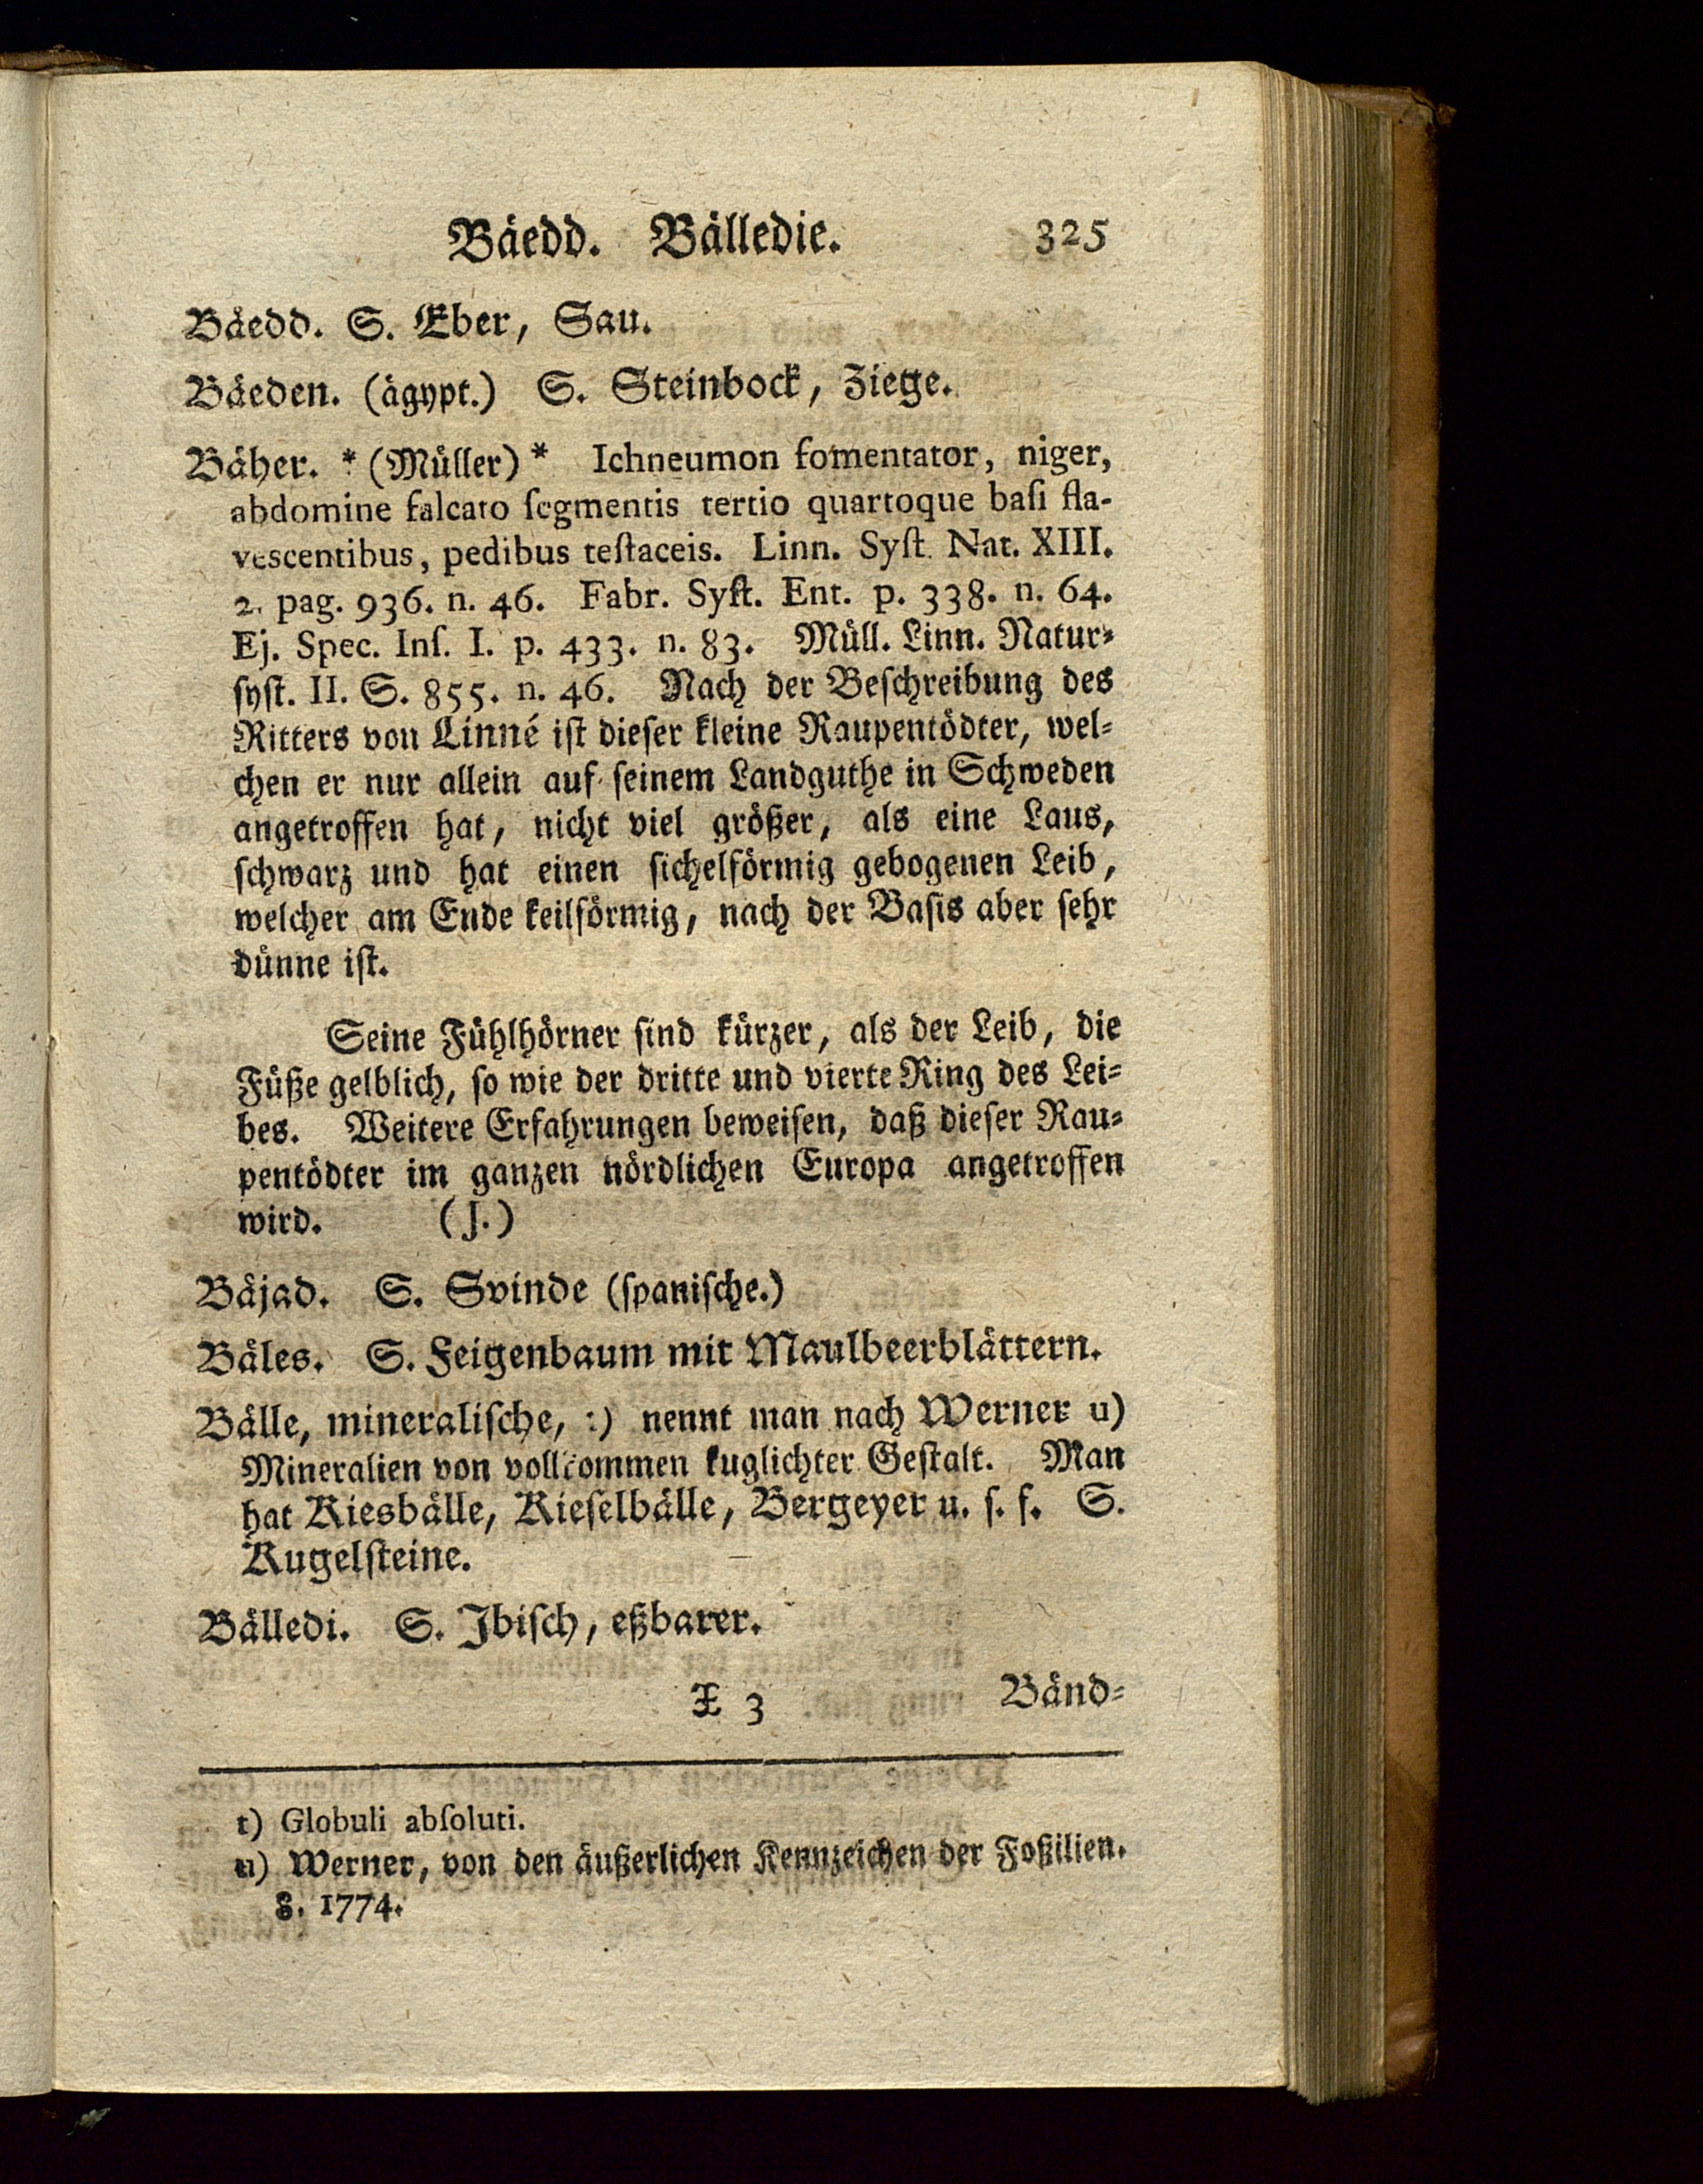 Bäedd. Bälledie. 325
Bäedd. S. Eber, Sau.
Bäeden. (ägypt.) S. Steinbock, Ziege.
Bäher. * (Müller) * Ichneumon fomentator, niger,
abdomine falcato ſegmentis tertio quartoque baſi fla-
vescentibus, pedibus teſtaceis. Linn. Syſt. Nat. XIII.
2. pag. 936. n. 46. Fabr. Syſt. Ent. p. 338. n. 64.
Ej. Spec. Inſ. I. p. 433. n. 83. Müll. Linn. Natur-
ſyſt. II. S. 855. n. 46. Nach der Beſchreibung des
Ritters von Linné iſt dieſer kleine Raupentödter, wel-
chen er nur allein auf ſeinem Landguthe in Schweden
angetroffen hat, nicht viel größer, als eine Laus,
ſchwarz und hat einen ſichelförmig gebogenen Leib,
welcher am Ende keilförmig, nach der Baſis aber ſehr
dünne iſt.
Seine Fühlhörner ſind kürzer, als der Leib, die
Füße gelblich, ſo wie der dritte und vierte Ring des Lei-
bes. Weitere Erfahrungen beweiſen, daß dieſer Rau-
pentödter im ganzen nördlichen Europa angetroffen
wird. (J.)
Bäjad. S. Svinde (ſpaniſche.)
Bäles. S. Feigenbaum mit Maulbeerblättern.
Bälle, mineraliſche, t) nennt man nach Werner u)
Mineralien von vollkommen kuglichter Geſtalt. Man
hat Kiesbälle, Kieſelbälle, Bergeyer u. ſ. f. S.
Kugelſteine.
Bälledi. S. Ibiſch, eßbarer.
X 3 Bänd-
t) Globuli abſoluti.
u) Werner, von den äußerlichen Kennzeichen der Foßilien.
8. 1774.